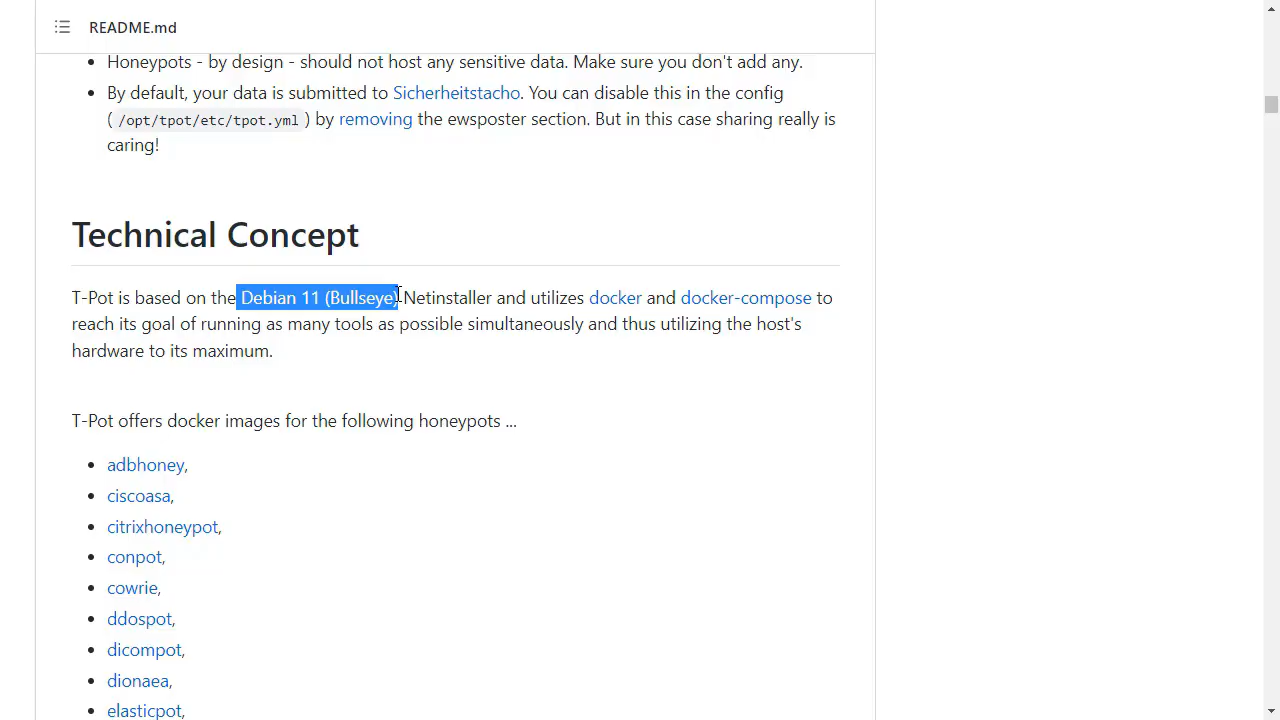 README.md
Honeypots - by design - should not host any sensitive data. Make sure you don't add any.
By default, your data is submitted to Sicherheitstacho. You can disable this in the config
( /opt/tpot/etc/tpot.yml ) by removing the ewsposter section. But in this case sharing really is
caring!
Technical Concept
T-Pot is based on the Debian 11 (Bullseye) Netinstaller and utilizes docker and docker-compose to
reach its goal of running as many tools as possible simultaneously and thus utilizing the host's
hardware to its maximum.
T-Pot offers docker images for the following honeypots ...
adbhoney,
ciscoasa,
citrixhoneypot,
conpot,
cowrie,
ddospot,
dicompot,
dionaea,
elasticpot,